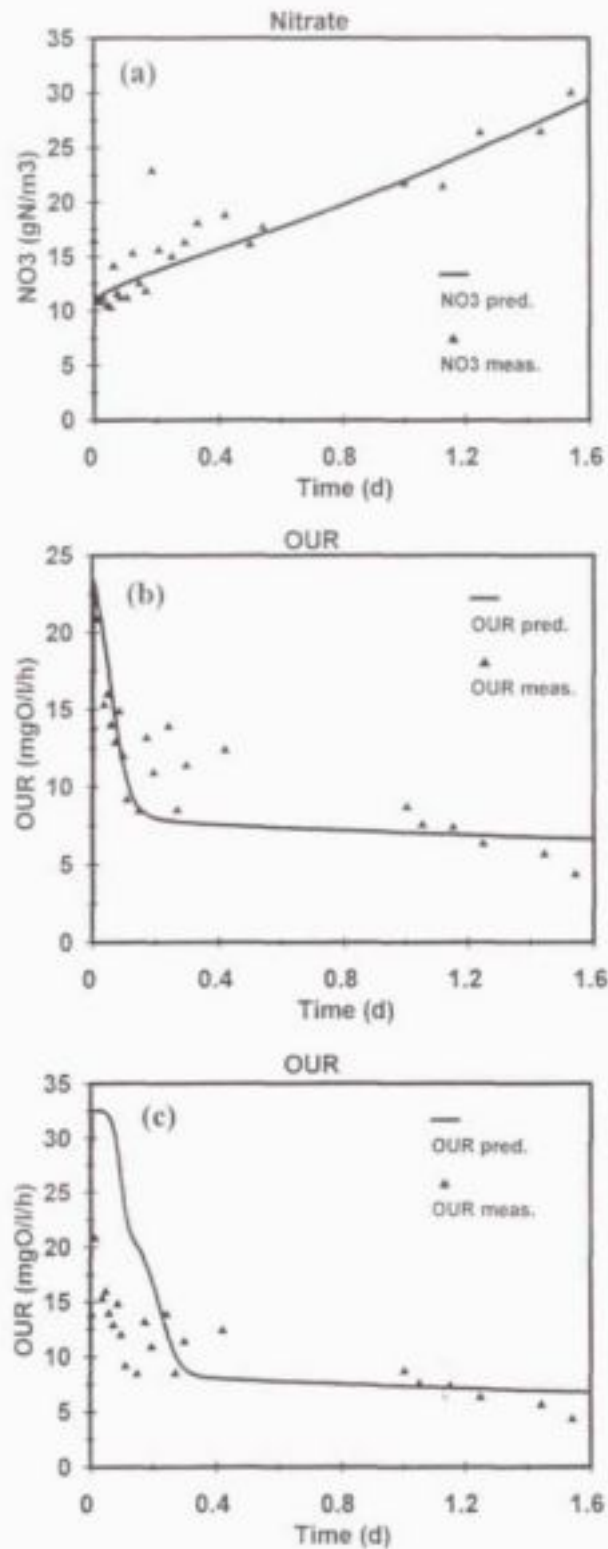 Nitrate
(a)
35
30
25
20
15
10
5
0
NO3 (gN/m3)
NO3 pred.
NO3 meas.
0 0.4 0.8 1.2 1.6
Time (d)
OUR
(b)
25
20
15
10
5
0
OUR (mgO/l/h)
OUR pred.
OUR meas.
0 0.4 0.8 1.2 1.6
Time (d)
OUR
(c)
35
30
25
20
15
10
5
0
OUR (mgO/l/h)
OUR pred.
OUR meas.
0 0.4 0.8 1.2 1.6
Time (d)